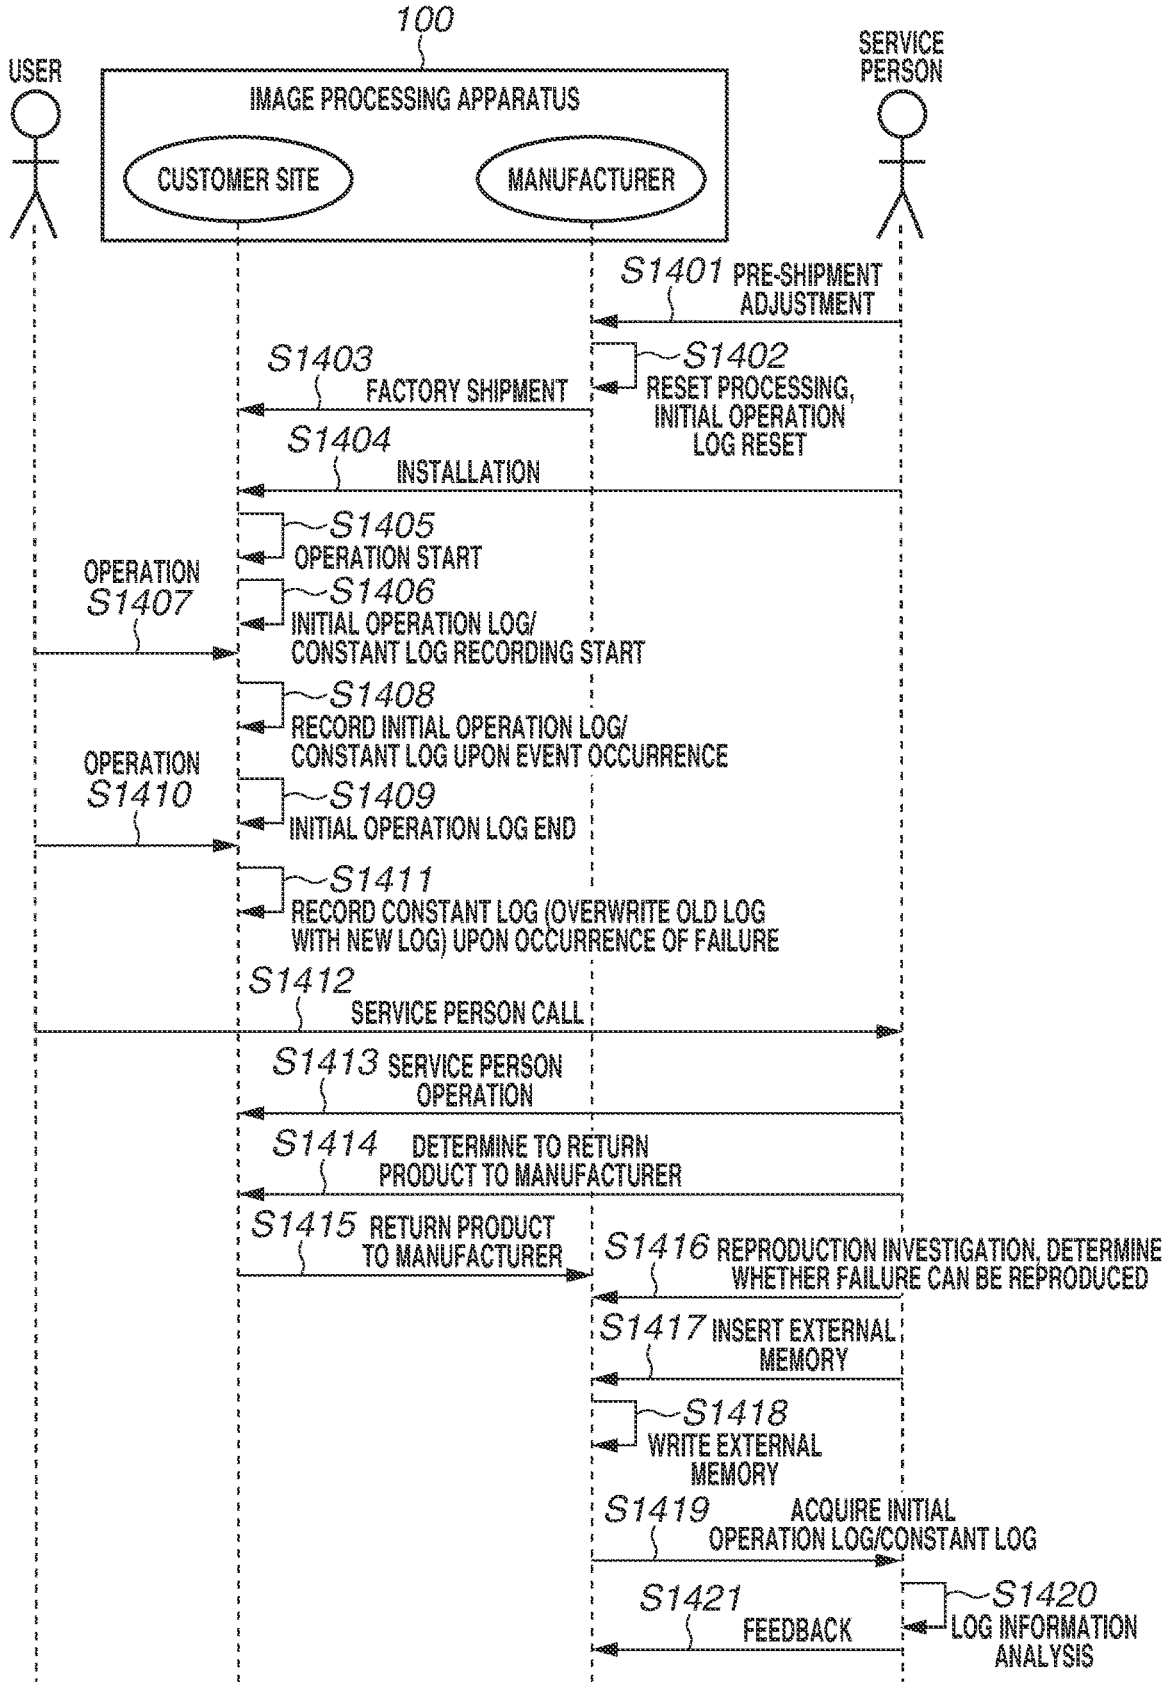 100
USER
SERVICE
PERSON
IMAGE PROCESSING APPARATUS
CUSTOMER SITE
MANUFACTURER
S1401 PRE-SHIPMENT
ADJUSTMENT
S1402
RESET PROCESSING,
INITIAL OPERATION
LOG RESET
S1403
FACTORY SHIPMENT
S1404
INSTALLATION
S1405
OPERATION START
OPERATION
S1407
S1406
INITIAL OPERATION LOG/
CONSTANT LOG RECORDING START
S1408
RECORD INITIAL OPERATION LOG/
CONSTANT LOG UPON EVENT OCCURRENCE
OPERATION
S1410
S1409
INITIAL OPERATION LOG END
S1411
RECORD CONSTANT LOG (OVERWRITE OLD LOG
WITH NEW LOG) UPON OCCURRENCE OF FAILURE
S1412
SERVICE PERSON CALL
S1413 SERVICE PERSON
OPERATION
S1414 DETERMINE TO RETURN
PRODUCT TO MANUFACTURER
S1415 RETURN PRODUCT
TO MANUFACTURER
S1416 REPRODUCTION INVESTIGATION, DETERMINE
WHETHER FAILURE CAN BE REPRODUCED
S1417 INSERT EXTERNAL
MEMORY
S1418
WRITE EXTERNAL
MEMORY
S1419 ACQUIRE INITIAL
OPERATION LOG/CONSTANT LOG
S1420
LOG INFORMATION
ANALYSIS
S1421
FEEDBACK